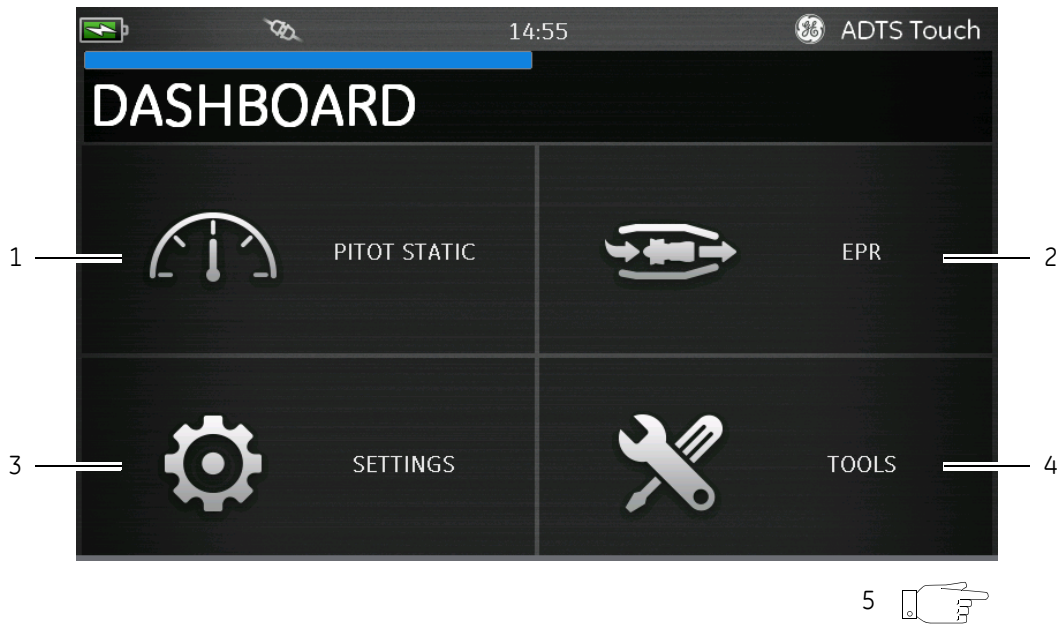 14:55 ADTS Touch
DASHBOARD
1 PITOT STATIC EPR 2
3 SETTINGS TOOLS 4
5